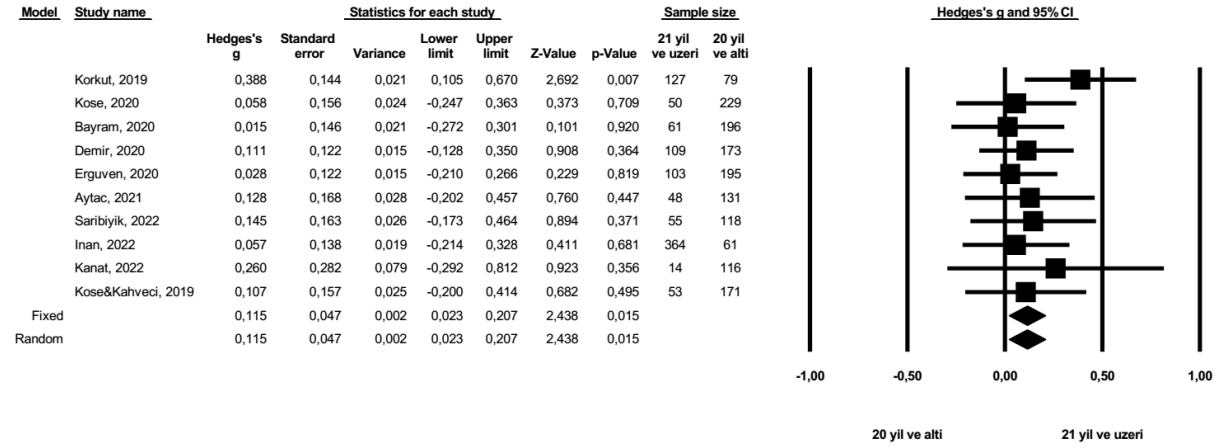 Model Study name Statistics for each study Sample size Hedges's g and 95% CI
Hedges's g Standard error Variance Lower limit Upper limit Z-Value p-Value 21 yil ve uzeri 20 yil ve alti
Korkut, 2019 0,388 0,144 0,021 0,105 0,670 2,692 0,007 127 79
Kose, 2020 0,058 0,156 0,024 -0,247 0,363 0,373 0,709 50 229
Bayram, 2020 0,015 0,146 0,021 -0,272 0,301 0,101 0,920 61 196
Demir, 2020 0,111 0,122 0,015 -0,128 0,350 0,908 0,364 109 173
Erguven, 2020 0,028 0,122 0,015 -0,210 0,266 0,229 0,819 103 195
Aytac, 2021 0,128 0,168 0,028 -0,202 0,457 0,760 0,447 48 131
Saribiyik, 2022 0,145 0,163 0,026 -0,173 0,464 0,894 0,371 55 118
Inan, 2022 0,057 0,138 0,019 -0,214 0,328 0,411 0,681 364 61
Kanat, 2022 0,260 0,282 0,079 -0,292 0,812 0,923 0,356 14 116
Kose&Kahveci, 2019 0,107 0,157 0,025 -0,200 0,414 0,682 0,495 53 171
Fixed 0,115 0,047 0,002 0,023 0,207 2,438 0,015
Random 0,115 0,047 0,002 0,023 0,207 2,438 0,015
-1,00 -0,50 0,00 0,50 1,00
20 yil ve alti 21 yil ve uzeri